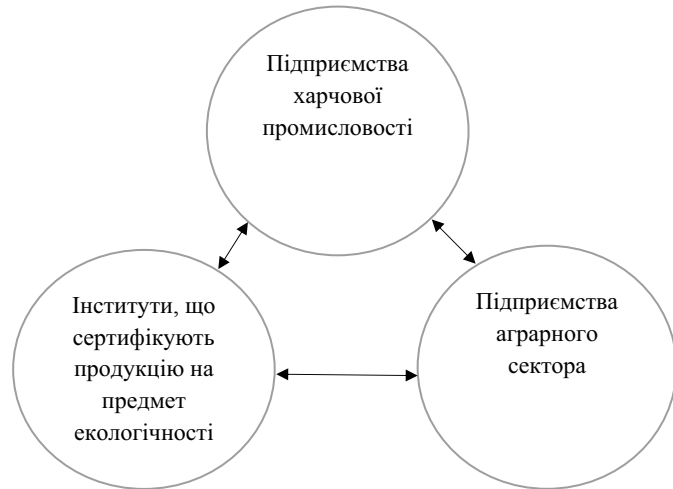 Підприємства
харчової
промисловості
Інститути, що
сертифікують
продукцію на
предмет
екологічності
Підприємства
аграрного
сектора